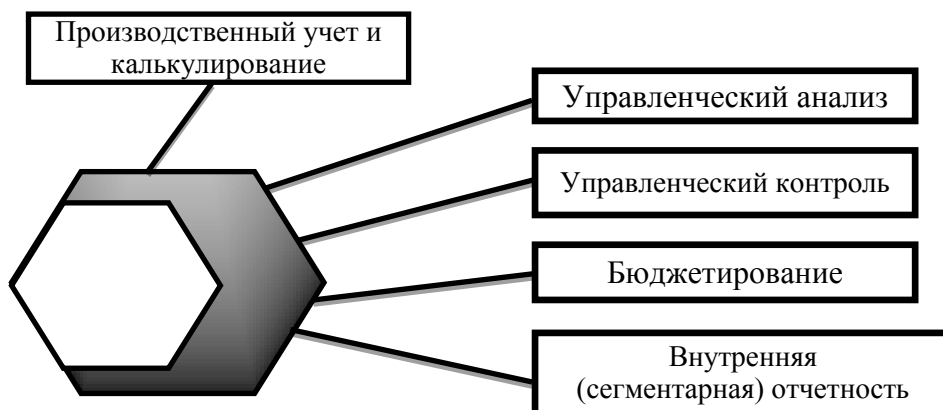 Производственный учет и
калькулирование
Управленческий анализ
Управленческий контроль
Бюджетирование
Внутренняя
(сегментарная) отчетность